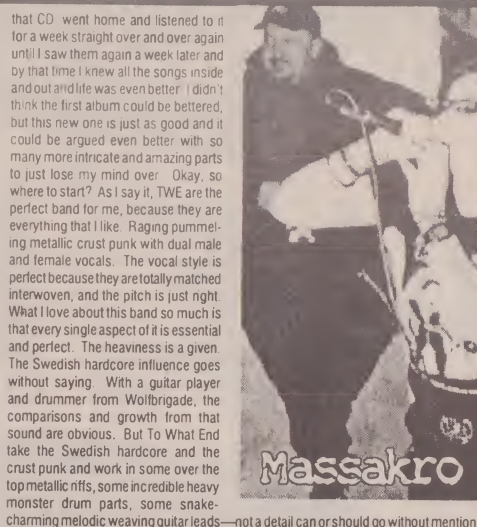 that CD went home and listened to it
for a week straight over and over again
until I saw them again a week later and
by that time I knew all the songs inside
and out and life was even better I didn't
think the first album could be bettered,
but this new one is just as good and it
could be argued even better with so
many more intricate and amazing parts
to just lose my mind over Okay, so
where to start? As I say it, TWE are the
perfect band for me, because they are
everything that I like. Raging pummel-
ing metallic crust punk with dual male
and female vocals. The vocal style is
perfect because they are totally matched
interwoven, and the pitch is just right.
What I love about this band so much is
that every single aspect of it is essential
and perfect. The heaviness is a given.
The Swedish hardcore influence goes
without saying. With a guitar player
and drummer from Wolfbrigade, the
comparisons and growth from that
sound are obvious. But To What End
take the Swedish hardcore and the
crust punk and work in some over the
top metallic riffs, some incredible heavy
monster drum parts, some snake-
charming melodic weaving guitar leads—not a detail can or should go without mention
Massakro